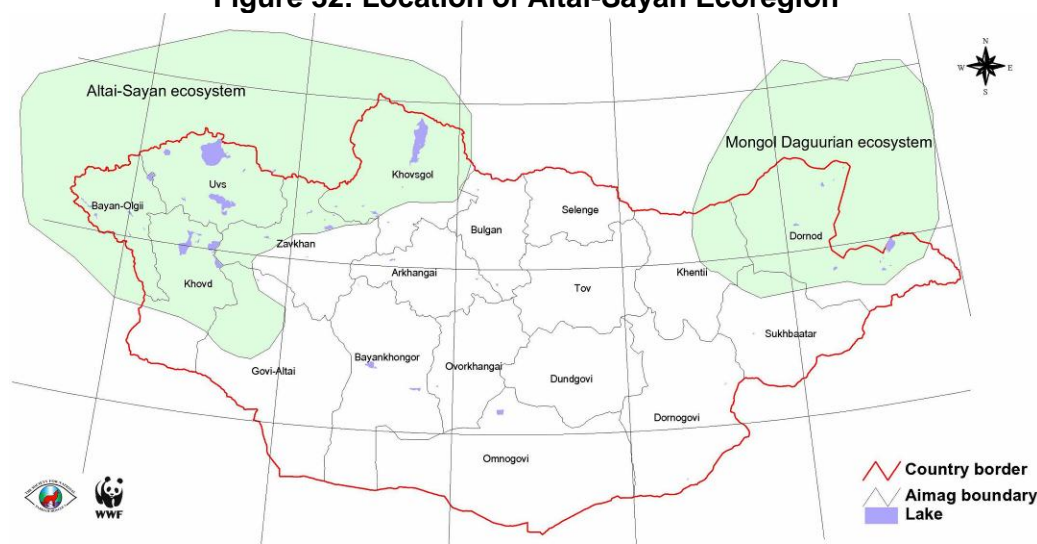 Figure 32. Location of Altai-Sayan Ecoregion
N
W
E
S
Altai-Sayan ecosystem
Mongol Daguurian ecosystem
Khovsgol
Uvs
Bayan-Olgii
Selenge
Bulgan
Dornod
Zavkhan
Arkhangai
Khentii
Khovd
Tov
Sukhbaatar
Bayankhongor
Ovorkhangai
Govi-Altai
Dundgovi
Dornogovi
Omnogovi
Country border
Aimag boundary
Lake
WWF